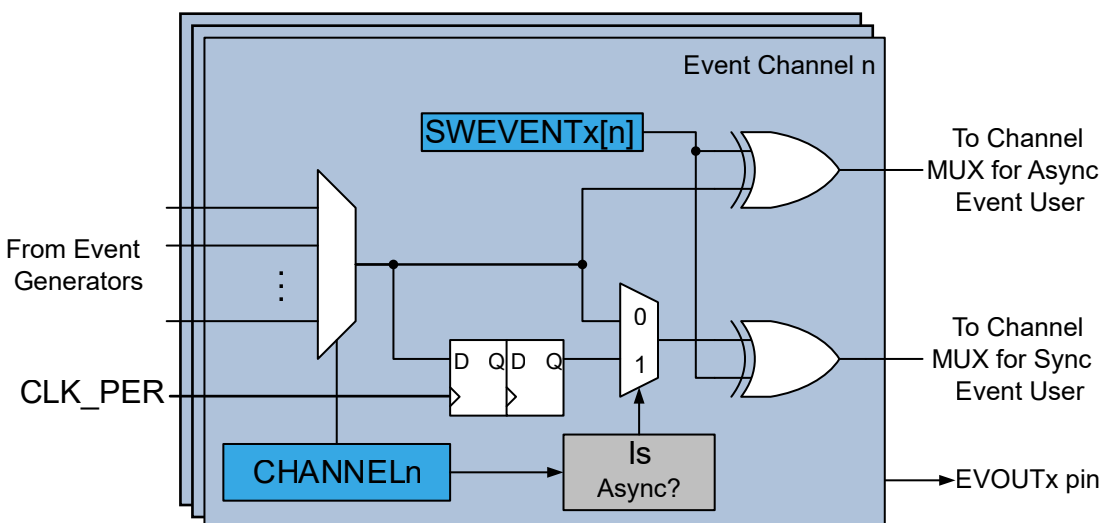 Event Channel n
SWEVENTx[n]
To Channel
MUX for Async
Event User
From Event
Generators
⋮
0
1
D Q D Q
To Channel
MUX for Sync
Event User
CLK_PER
CHANNELn
Is
Async?
EVOUTx pin